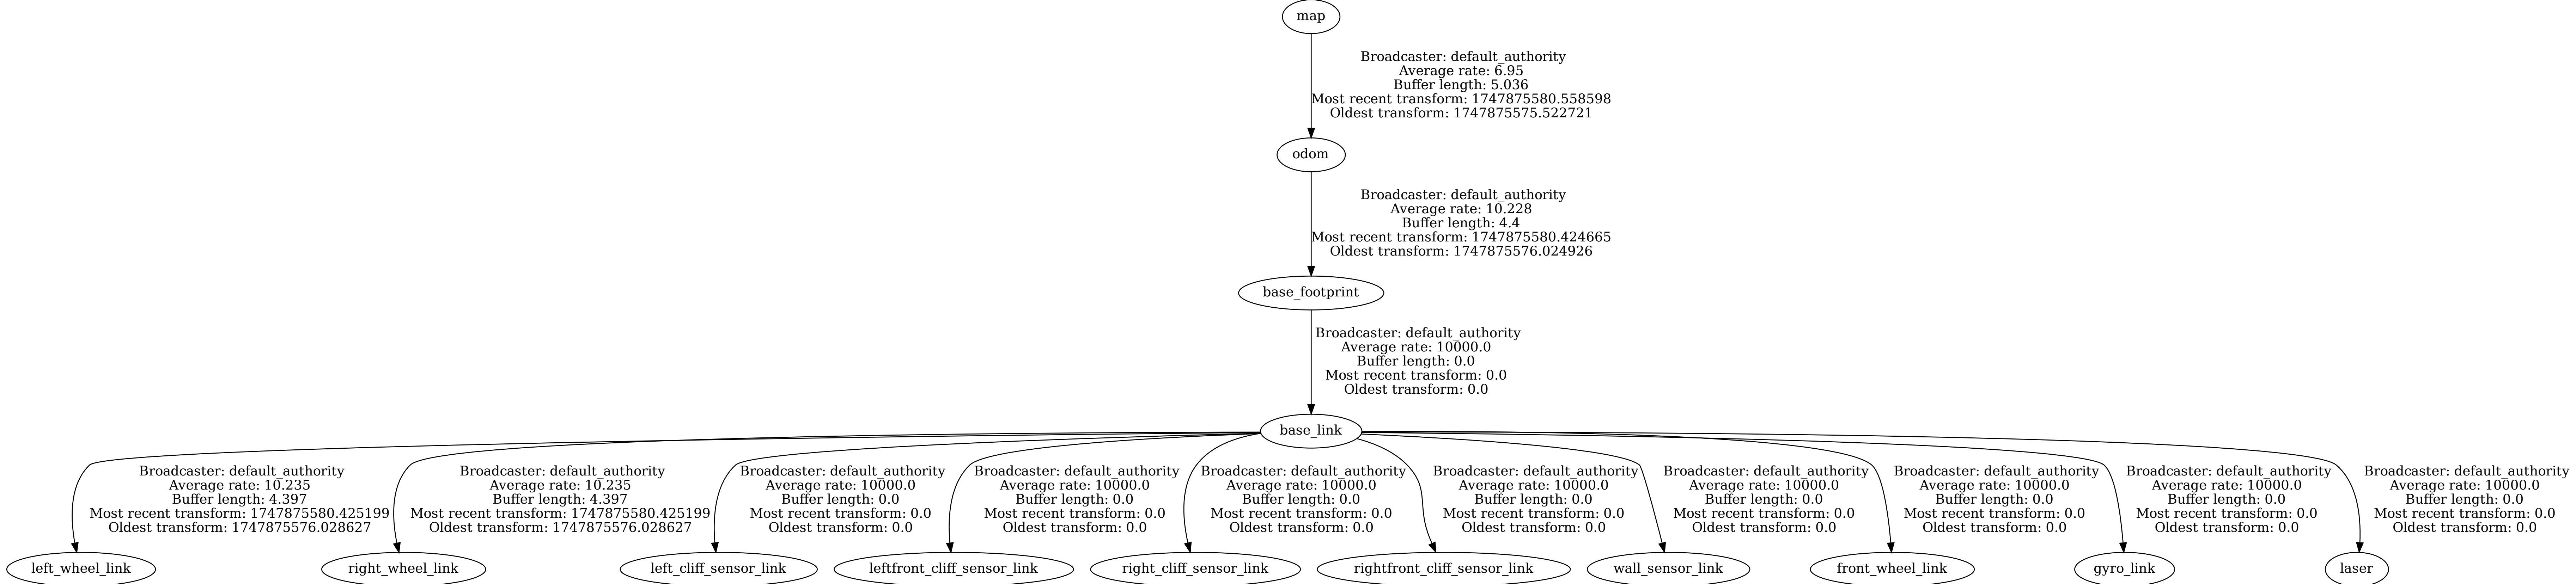 map
Broadcaster: default_authority
Average rate: 6.95
Buffer length: 5.036
Most recent transform: 1747875580.558598
Oldest transform: 1747875575.522721
odom
Broadcaster: default_authority
Average rate: 10.228
Buffer length: 4.4
Most recent transform: 1747875580.424665
Oldest transform: 1747875576.024926
base_footprint
Broadcaster: default_authority
Average rate: 10000.0
Buffer length: 0.0
Most recent transform: 0.0
Oldest transform: 0.0
base_link
Broadcaster: default_authority
Average rate: 10.235
Buffer length: 4.397
Most recent transform: 1747875580.425199
Oldest transform: 1747875576.028627
left_wheel_link
Broadcaster: default_authority
Average rate: 10.235
Buffer length: 4.397
Most recent transform: 1747875580.425199
Oldest transform: 1747875576.028627
right_wheel_link
Broadcaster: default_authority
Average rate: 10000.0
Buffer length: 0.0
Most recent transform: 0.0
Oldest transform: 0.0
left_cliff_sensor_link
Broadcaster: default_authority
Average rate: 10000.0
Buffer length: 0.0
Most recent transform: 0.0
Oldest transform: 0.0
leftfront_cliff_sensor_link
Broadcaster: default_authority
Average rate: 10000.0
Buffer length: 0.0
Most recent transform: 0.0
Oldest transform: 0.0
right_cliff_sensor_link
Broadcaster: default_authority
Average rate: 10000.0
Buffer length: 0.0
Most recent transform: 0.0
Oldest transform: 0.0
rightfront_cliff_sensor_link
Broadcaster: default_authority
Average rate: 10000.0
Buffer length: 0.0
Most recent transform: 0.0
Oldest transform: 0.0
wall_sensor_link
Broadcaster: default_authority
Average rate: 10000.0
Buffer length: 0.0
Most recent transform: 0.0
Oldest transform: 0.0
front_wheel_link
Broadcaster: default_authority
Average rate: 10000.0
Buffer length: 0.0
Most recent transform: 0.0
Oldest transform: 0.0
gyro_link
Broadcaster: default_authority
Average rate: 10000.0
Buffer length: 0.0
Most recent transform: 0.0
Oldest transform: 0.0
laser